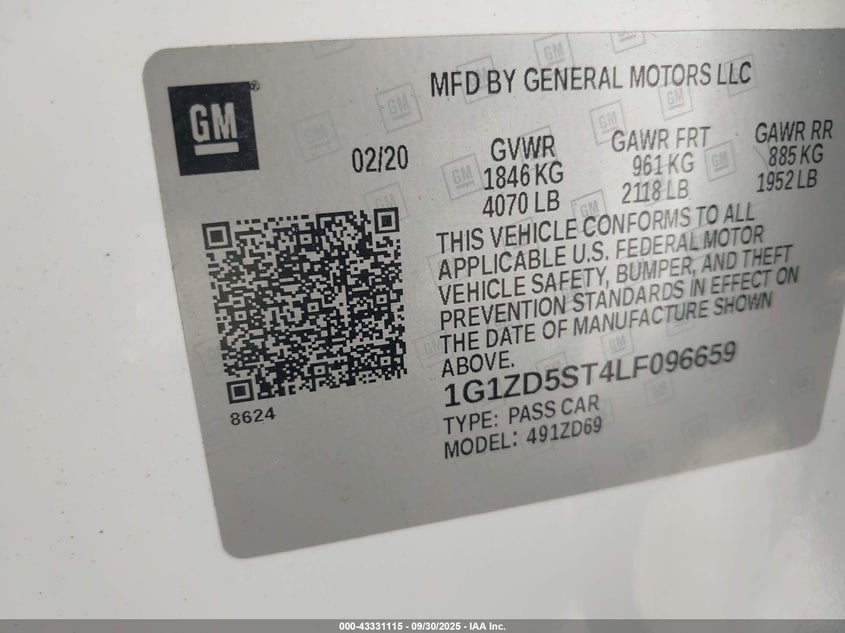 MFD BY GENERAL MOTORS LLC
GM
02/20
GVWR
1846 KG
4070 LB
GAWR FRT
961 KG
2118 LB
GAWR RR
885 KG
1952 LB
THIS VEHICLE CONFORMS TO ALL
APPLICABLE U.S. FEDERAL MOTOR
VEHICLE SAFETY, BUMPER, AND THEFT
PREVENTION STANDARDS IN EFFECT ON
THE DATE OF MANUFACTURE SHOWN
ABOVE.
1G1ZD5ST4LF096659
TYPE: PASS CAR
MODEL: 491ZD69
8624
000-43331115 - 09/30/2025 - IAA Inc.